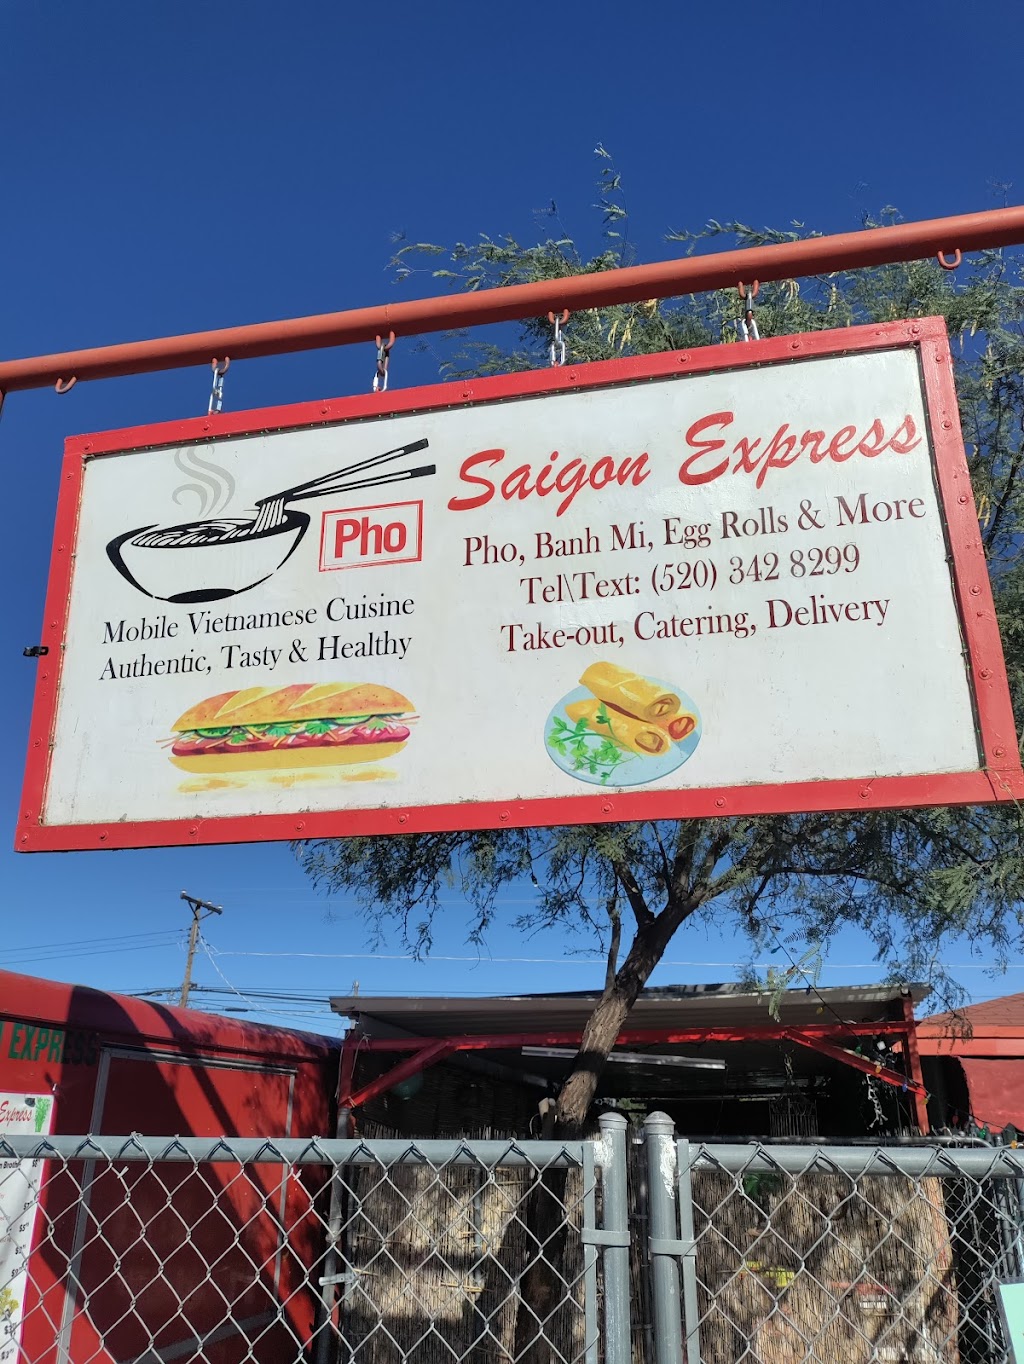 Saigon Express
Pho
Pho, Banh Mi, Egg Rolls & More
Tel\Text: (520) 342 8299
Take-out, Catering, Delivery
Mobile Vietnamese Cuisine
Authentic, Tasty & Healthy
EXPRESS
Express